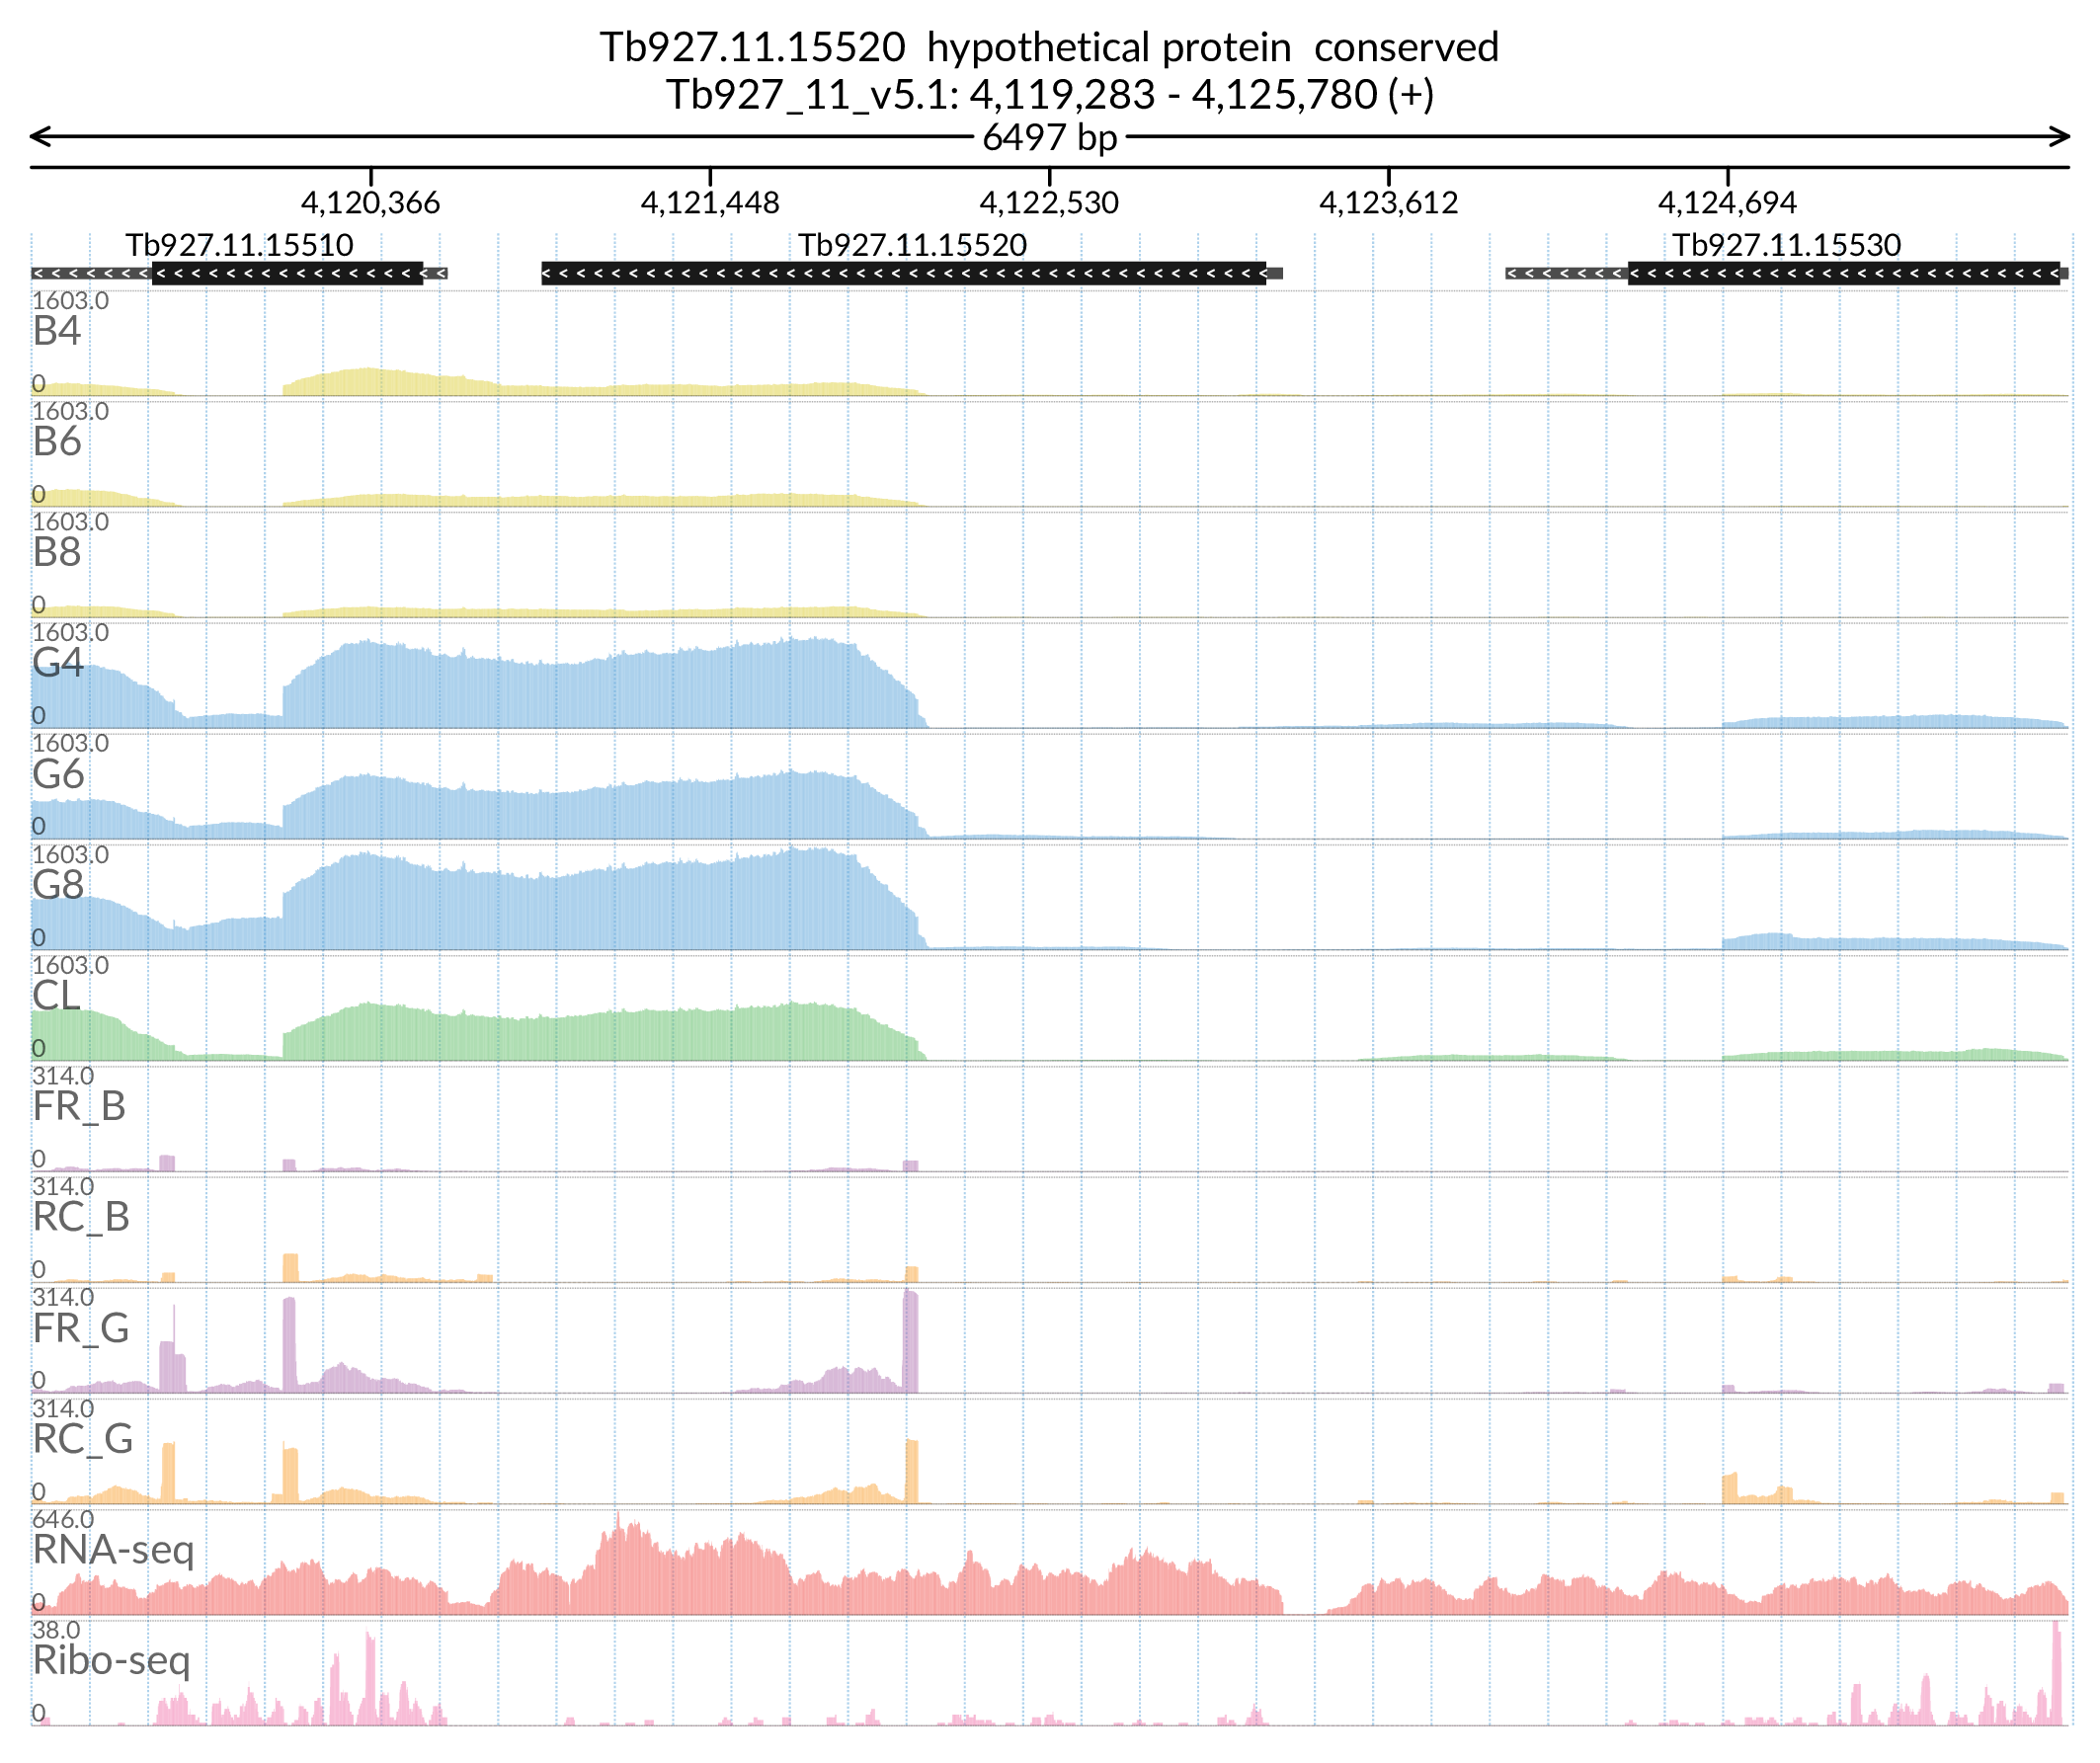 Tb927.11.15520 hypothetical protein conserved
Tb927_11_v5.1: 4,119,283 - 4,125,780 (+)
6497 bp
4,120,366 4,121,448 4,122,530 4,123,612 4,124,694
Tb927.11.15510 Tb927.11.15520 Tb927.11.15530
1603.0
B4
0
1603.0
B6
0
1603.0
B8
0
1603.0
G4
0
1603.0
G6
0
1603.0
G8
0
1603.0
CL
0
314.0
FR_B
0
314.0
RC_B
0
314.0
FR_G
0
314.0
RC_G
0
646.0
RNA-seq
0
38.0
Ribo-seq
0